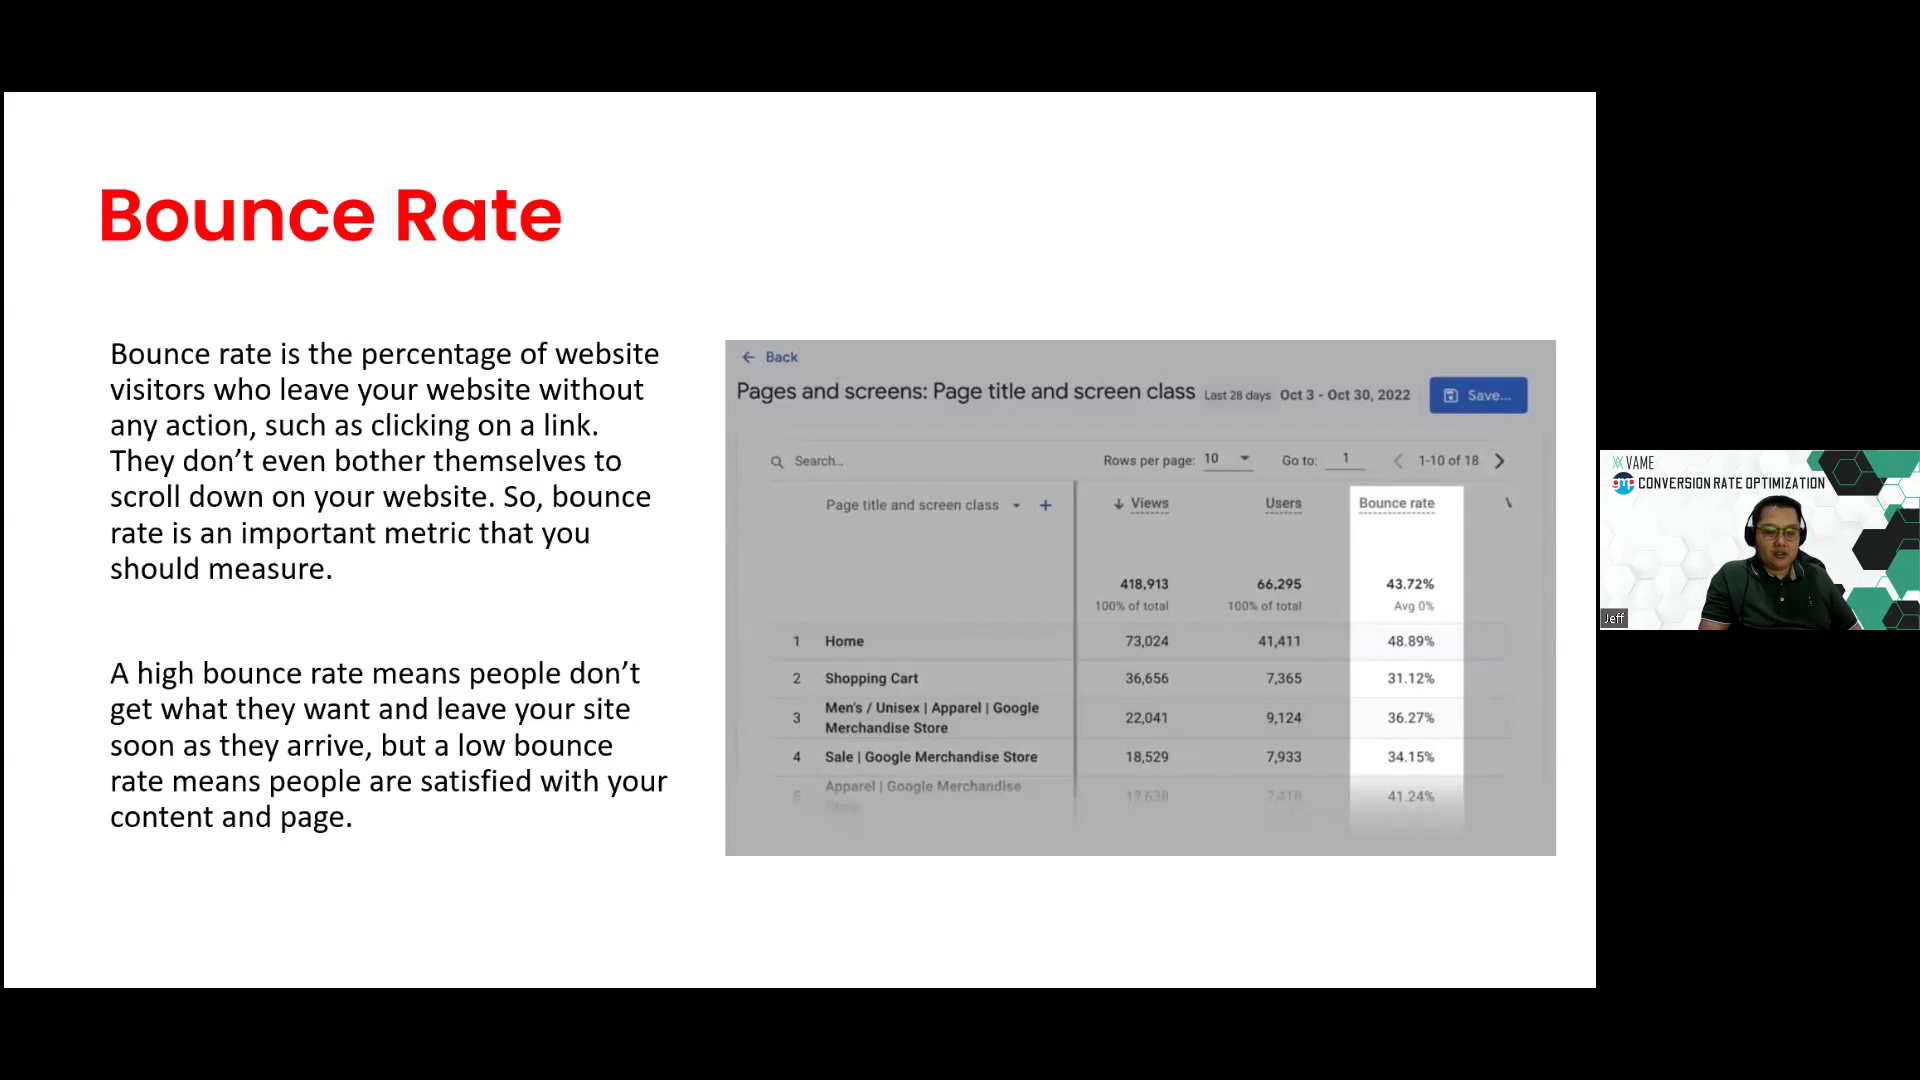 Bounce Rate
Bounce rate is the percentage of website
visitors who leave your website without
any action, such as clicking on a link.
They don’t even bother themselves to
scroll down on your website. So, bounce
rate is an important metric that you
should measure.
A high bounce rate means people don’t
get what they want and leave your site
soon as they arrive, but a low bounce
rate means people are satisfied with your
content and page.
Back
Pages and screens: Page title and screen class Last 28 days Oct 3 - Oct 30, 2022 Save...
Search... Rows per page: 10 Go to: 1 1-10 of 18
Page title and screen class + Views Users Bounce rate
418,913 66,295 43.72%
100% of total 100% of total Avg 0%
1 Home 73,024 41,411 48.89%
2 Shopping Cart 36,656 7,365 31.12%
3 Men's / Unisex | Apparel | Google
Merchandise Store 22,041 9,124 36.27%
4 Sale | Google Merchandise Store 18,529 7,933 34.15%
5 Apparel | Google Merchandise
Store 17,638 7,418 41.24%
VAME
gmp CONVERSION RATE OPTIMIZATION
Jeff